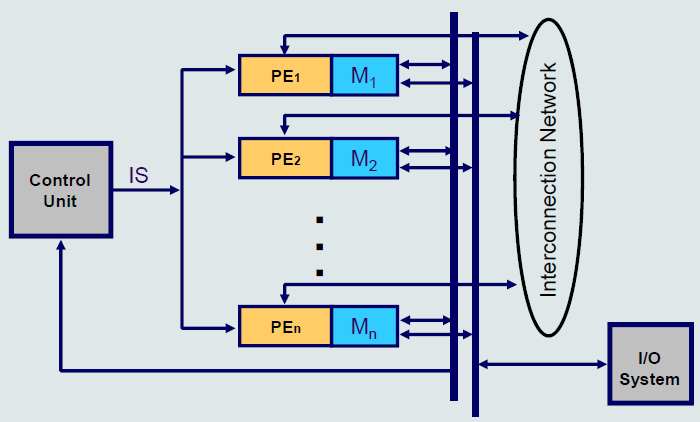 PE1 M1
PE2 M2
Control
Unit
IS
PEn Mn
Interconnection Network
I/O
System